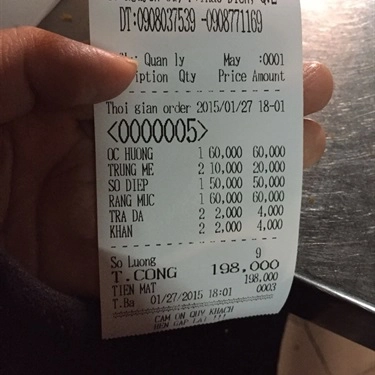 DT:0908037539 -0908771169
Quan ly May :0001
iption Qty Price Amount
Thoi gian order 2015/01/27 18-01
<0000005>
OC HUONG 1 60,000 60,000
TRUNG ME 2 10,000 20,000
SO DIEP 1 50,000 50,000
RANG MUC 1 60,000 60,000
TRA DA 2 2,000 4,000
KHAN 2 2,000 4,000
So Luong 9
T.CONG 198,000
TIEN MAT 198,000
T.Ba 01/27/2015 18:01 0003
CAM ON QUY KHACH
HEN GAP LAI !!!